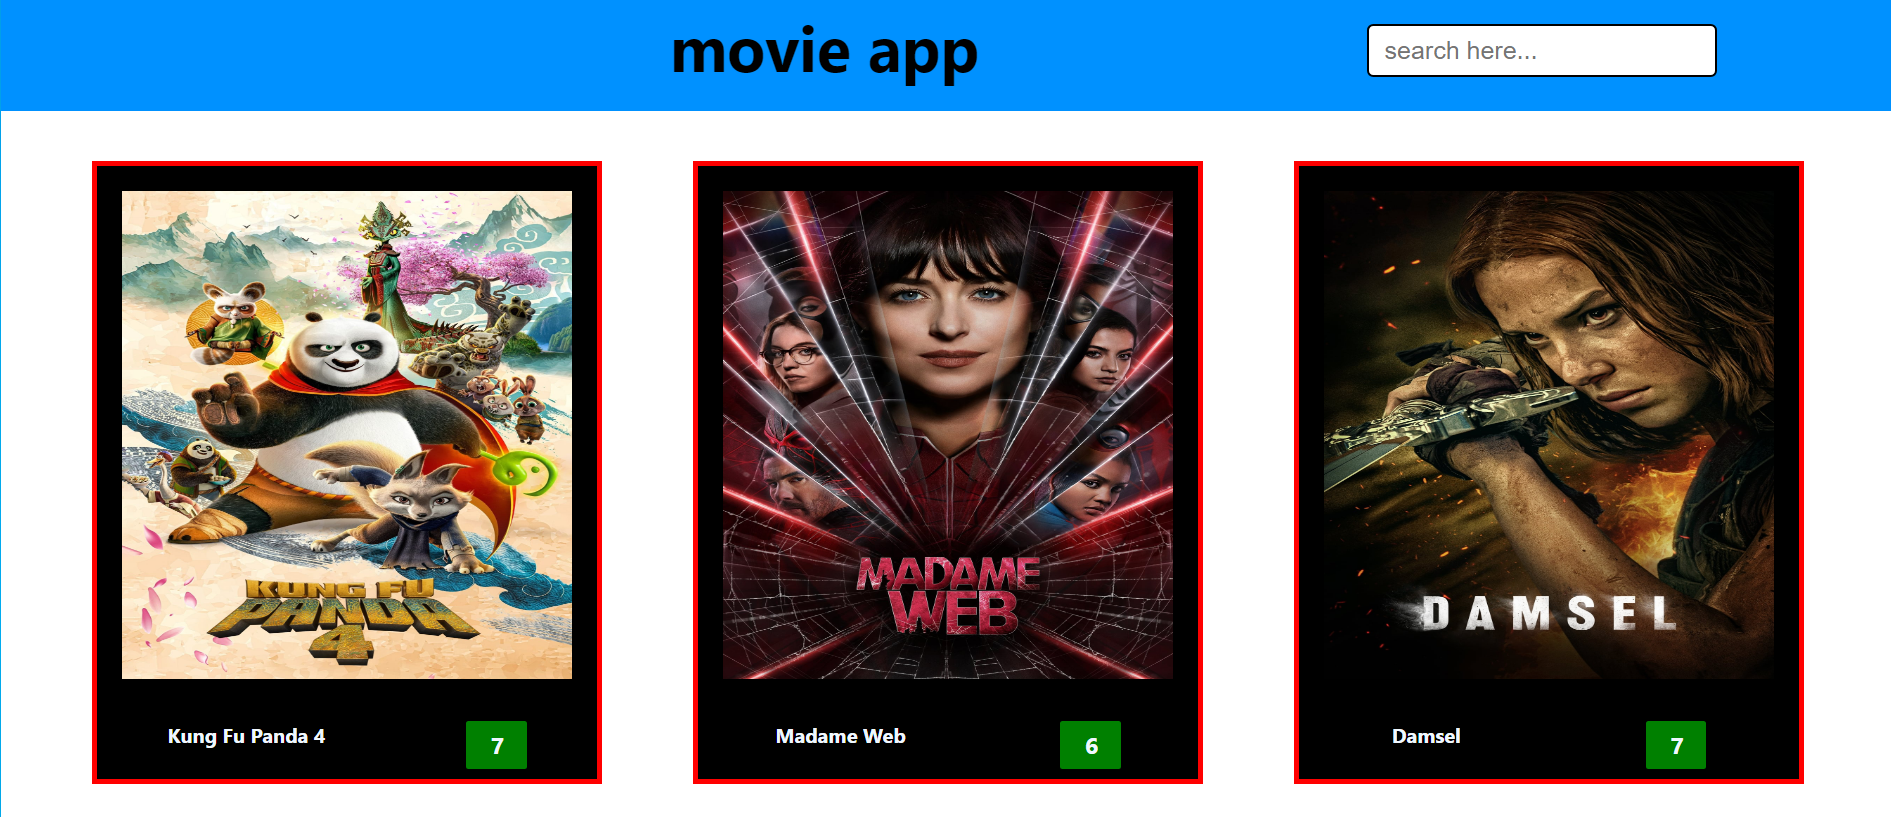 movie app
search here...
KUNG FU
PANDA
4
MADAME
WEB
DAMSEL
Kung Fu Panda 4
7
Madame Web
6
Damsel
7